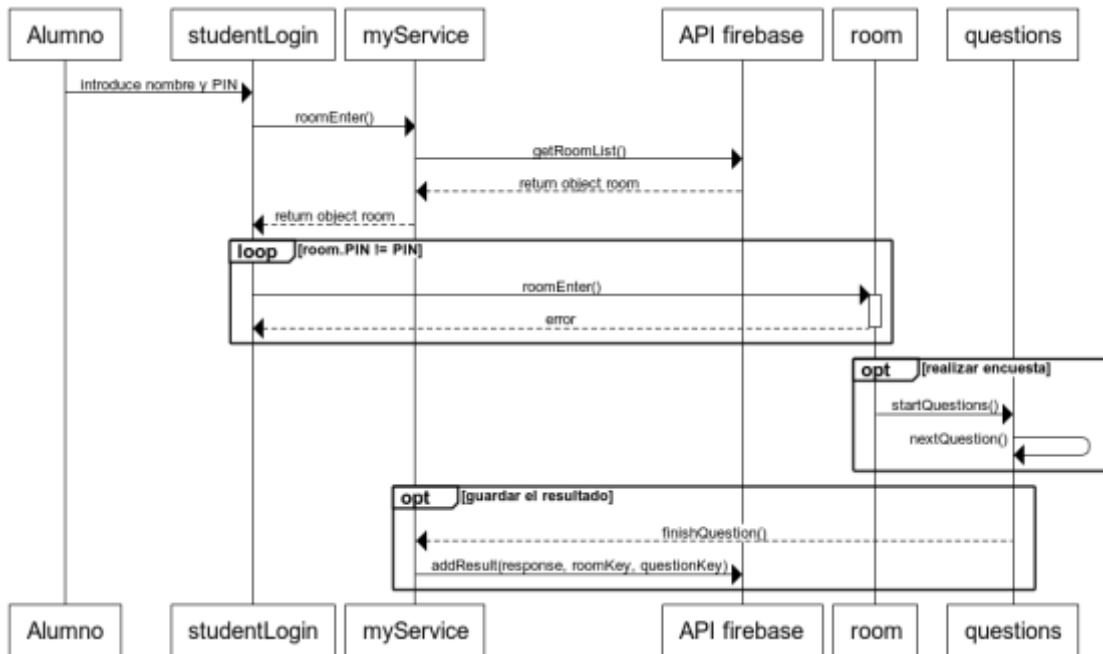 Alumno studentLogin myService API firebase room questions
introduce nombre y PIN
roomEnter()
getRoomList()
return object room
return object room
loop [room.PIN != PIN]
roomEnter()
error
opt [realizar encuesta]
startQuestions()
nextQuestion()
opt [guardar el resultado]
finishQuestion()
addResult(response, roomKey, questionKey)
Alumno studentLogin myService API firebase room questions